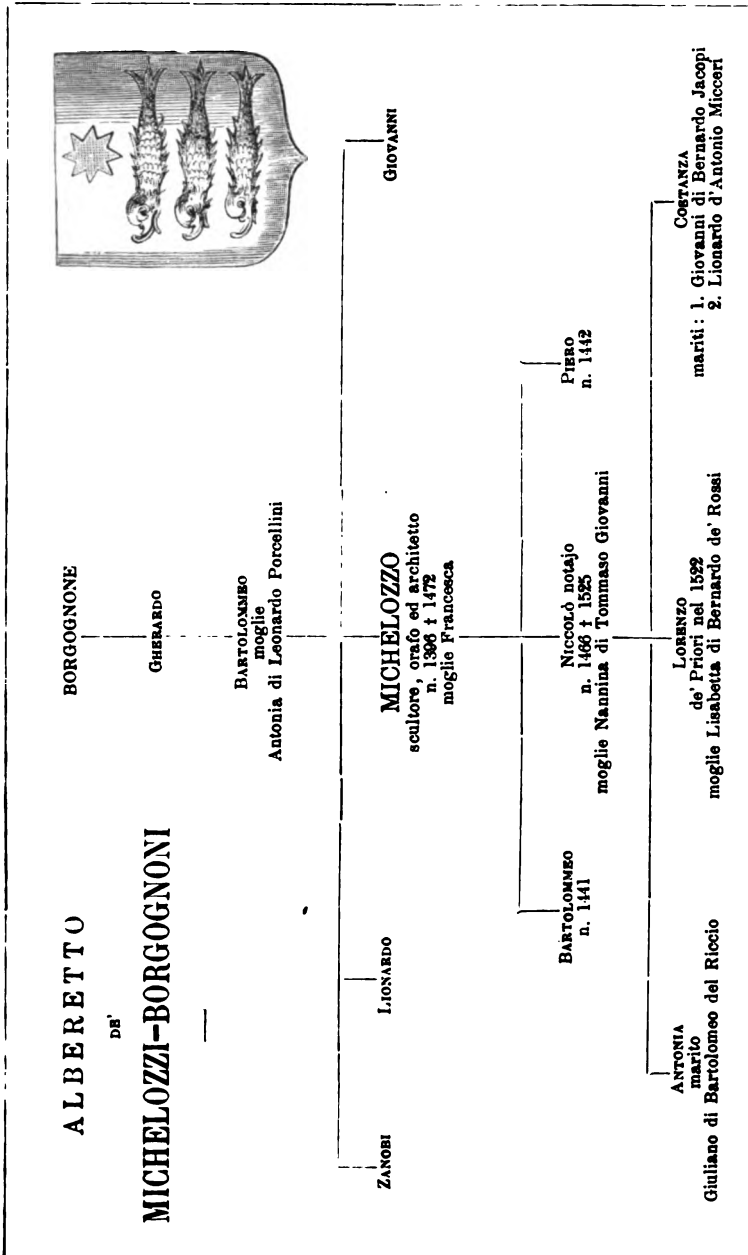 ALBERETTO
DE'
MICHELOZZI-BORGOGNONI
BORGOGNONE
GHERARDO
BARTOLOMMEO
moglie
Antonia di Leonardo Porcellini
ZANOBI
LIONARDO
MICHELOZZO
scultore, orafo ed architetto
n. 1396 † 1472
moglie Francesca
GIOVANNI
BARTOLOMMEO
n. 1441
NICCOLÒ notajo
n. 1466 † 1525
moglie Nannina di Tommaso Giovanni
PIERO
n. 1442
ANTONIA
marito
Giuliano di Bartolomeo del Riccio
LORENZO
de' Priori nel 1522
moglie Lisabetta di Bernardo de' Rossi
COSTANZA
mariti: 1. Giovanni di Bernardo Jacopi
2. Lionardo d'Antonio Micceri